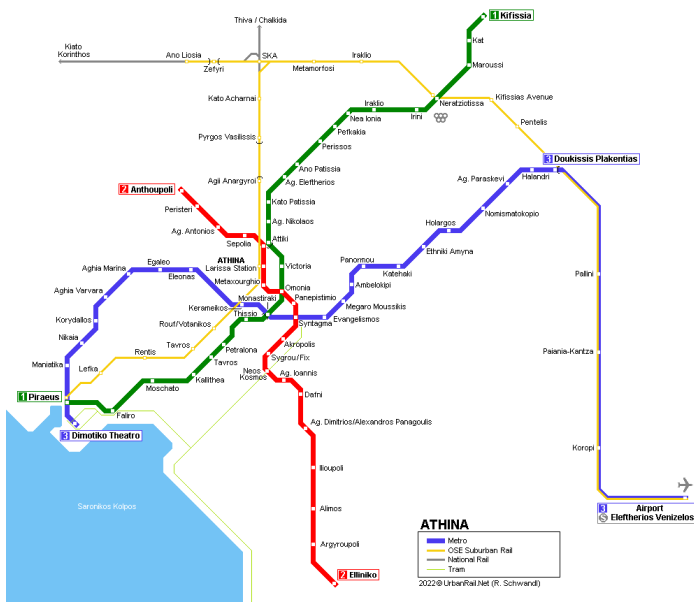 Thiva / Chalkida
1 Kifissia
Kat
Maroussi
Kiato
Korinthos
Ano Liosia
Zefyri
SKA
Metamorfosi
Iraklio
Kifissias Avenue
Neratziotissa
Pentelis
Kato Acharnai
Iraklio
Nea Ionia
Irini
Pefkakia
Pyrgos Vasilissis
Perissos
3 Doukissis Plakentias
Ano Patissia
Halandri
Agii Anargyroi
Ag. Eleftherios
Ag. Paraskevi
2 Anthoupoli
Kato Patissia
Peristeri
Nomismatokopio
Ag. Nikolaos
Holargos
Ag. Antonios
Sepolia
Attiki
Ethniki Amyna
ATHINA
Larissa Station
Victoria
Panormou
Katehaki
Egaleo
Aghia Marina
Eleonas
Metaxourghio
Omonia
Ambelokipi
Pallini
Aghia Varvara
Monastiraki
Panepistimio
Kerameikos
Thissio
Megaro Moussikis
Korydallos
Rouf/Votanikos
Syntagma
Evangelismos
Nikaia
Tavros
Petralona
Akropolis
Rentis
Sygrou/Fix
Paiania-Kantza
Maniatika
Lefka
Tavros
Neos
Kosmos
Ag. Ioannis
Kallithea
Moschato
Dafni
1 Piraeus
Faliro
Ag. Dimitrios/Alexandros Panagoulis
3 Dimotiko Theatro
Koropi
Ilioupoli
Saronikos Kolpos
Alimos
3 Airport
S Eleftherios Venizelos
Argyroupoli
2 Elliniko
ATHINA
Metro
OSE Suburban Rail
National Rail
Tram
2022 © UrbanRail.Net (R. Schwandl)